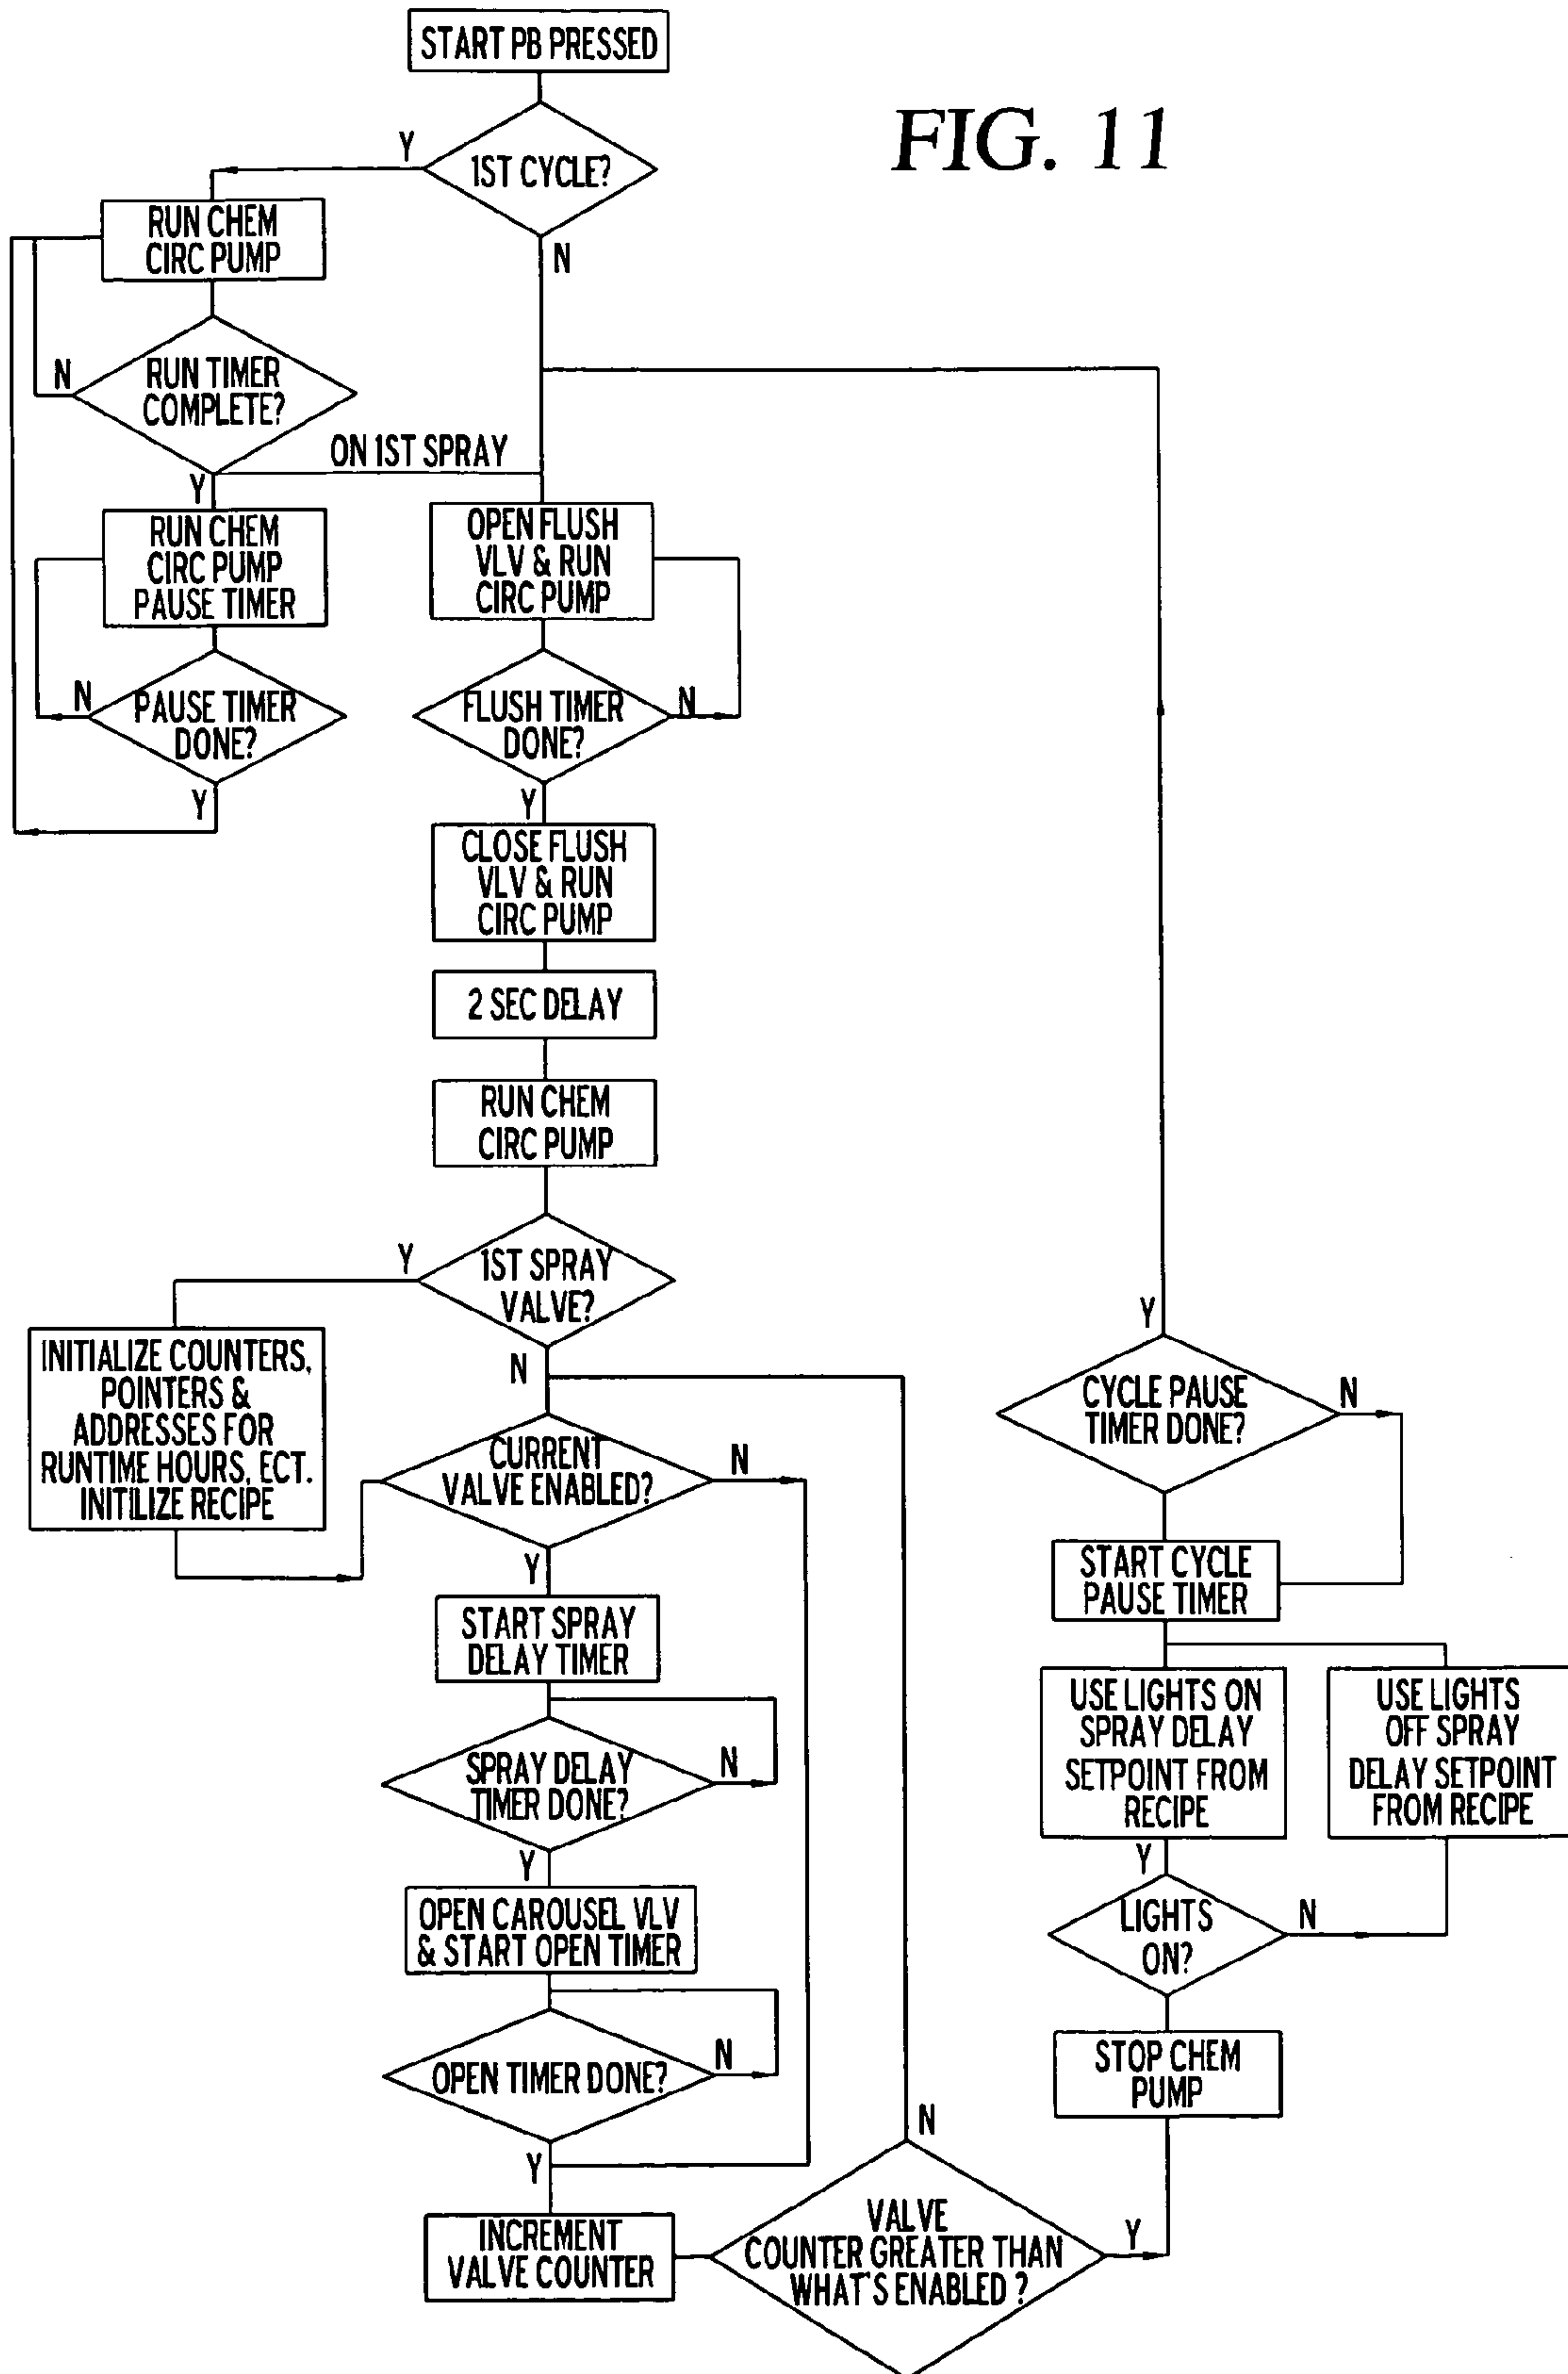 START PB PRESSED
FIG. 11
Y
1ST CYCLE?
N
RUN CHEM
CIRC PUMP
N
RUN TIMER
COMPLETE?
ON 1ST SPRAY
Y
RUN CHEM
CIRC PUMP
PAUSE TIMER
OPEN FLUSH
VLV & RUN
CIRC PUMP
N
PAUSE TIMER
DONE?
Y
FLUSH TIMER
DONE?
N
Y
CLOSE FLUSH
VLV & RUN
CIRC PUMP
2 SEC DELAY
RUN CHEM
CIRC PUMP
Y
1ST SPRAY
VALVE?
N
INITIALIZE COUNTERS,
POINTERS &
ADDRESSES FOR
RUNTIME HOURS, ECT.
INITILIZE RECIPE
CURRENT
VALVE ENABLED?
N
Y
START SPRAY
DELAY TIMER
SPRAY DELAY
TIMER DONE?
N
Y
OPEN CAROUSEL VLV
& START OPEN TIMER
OPEN TIMER DONE?
N
Y
INCREMENT
VALVE COUNTER
N
VALVE
COUNTER GREATER THAN
WHAT'S ENABLED ?
Y
Y
CYCLE PAUSE
TIMER DONE?
N
START CYCLE
PAUSE TIMER
USE LIGHTS ON
SPRAY DELAY
SETPOINT FROM
RECIPE
USE LIGHTS
OFF SPRAY
DELAY SETPOINT
FROM RECIPE
Y
LIGHTS
ON?
N
STOP CHEM
PUMP